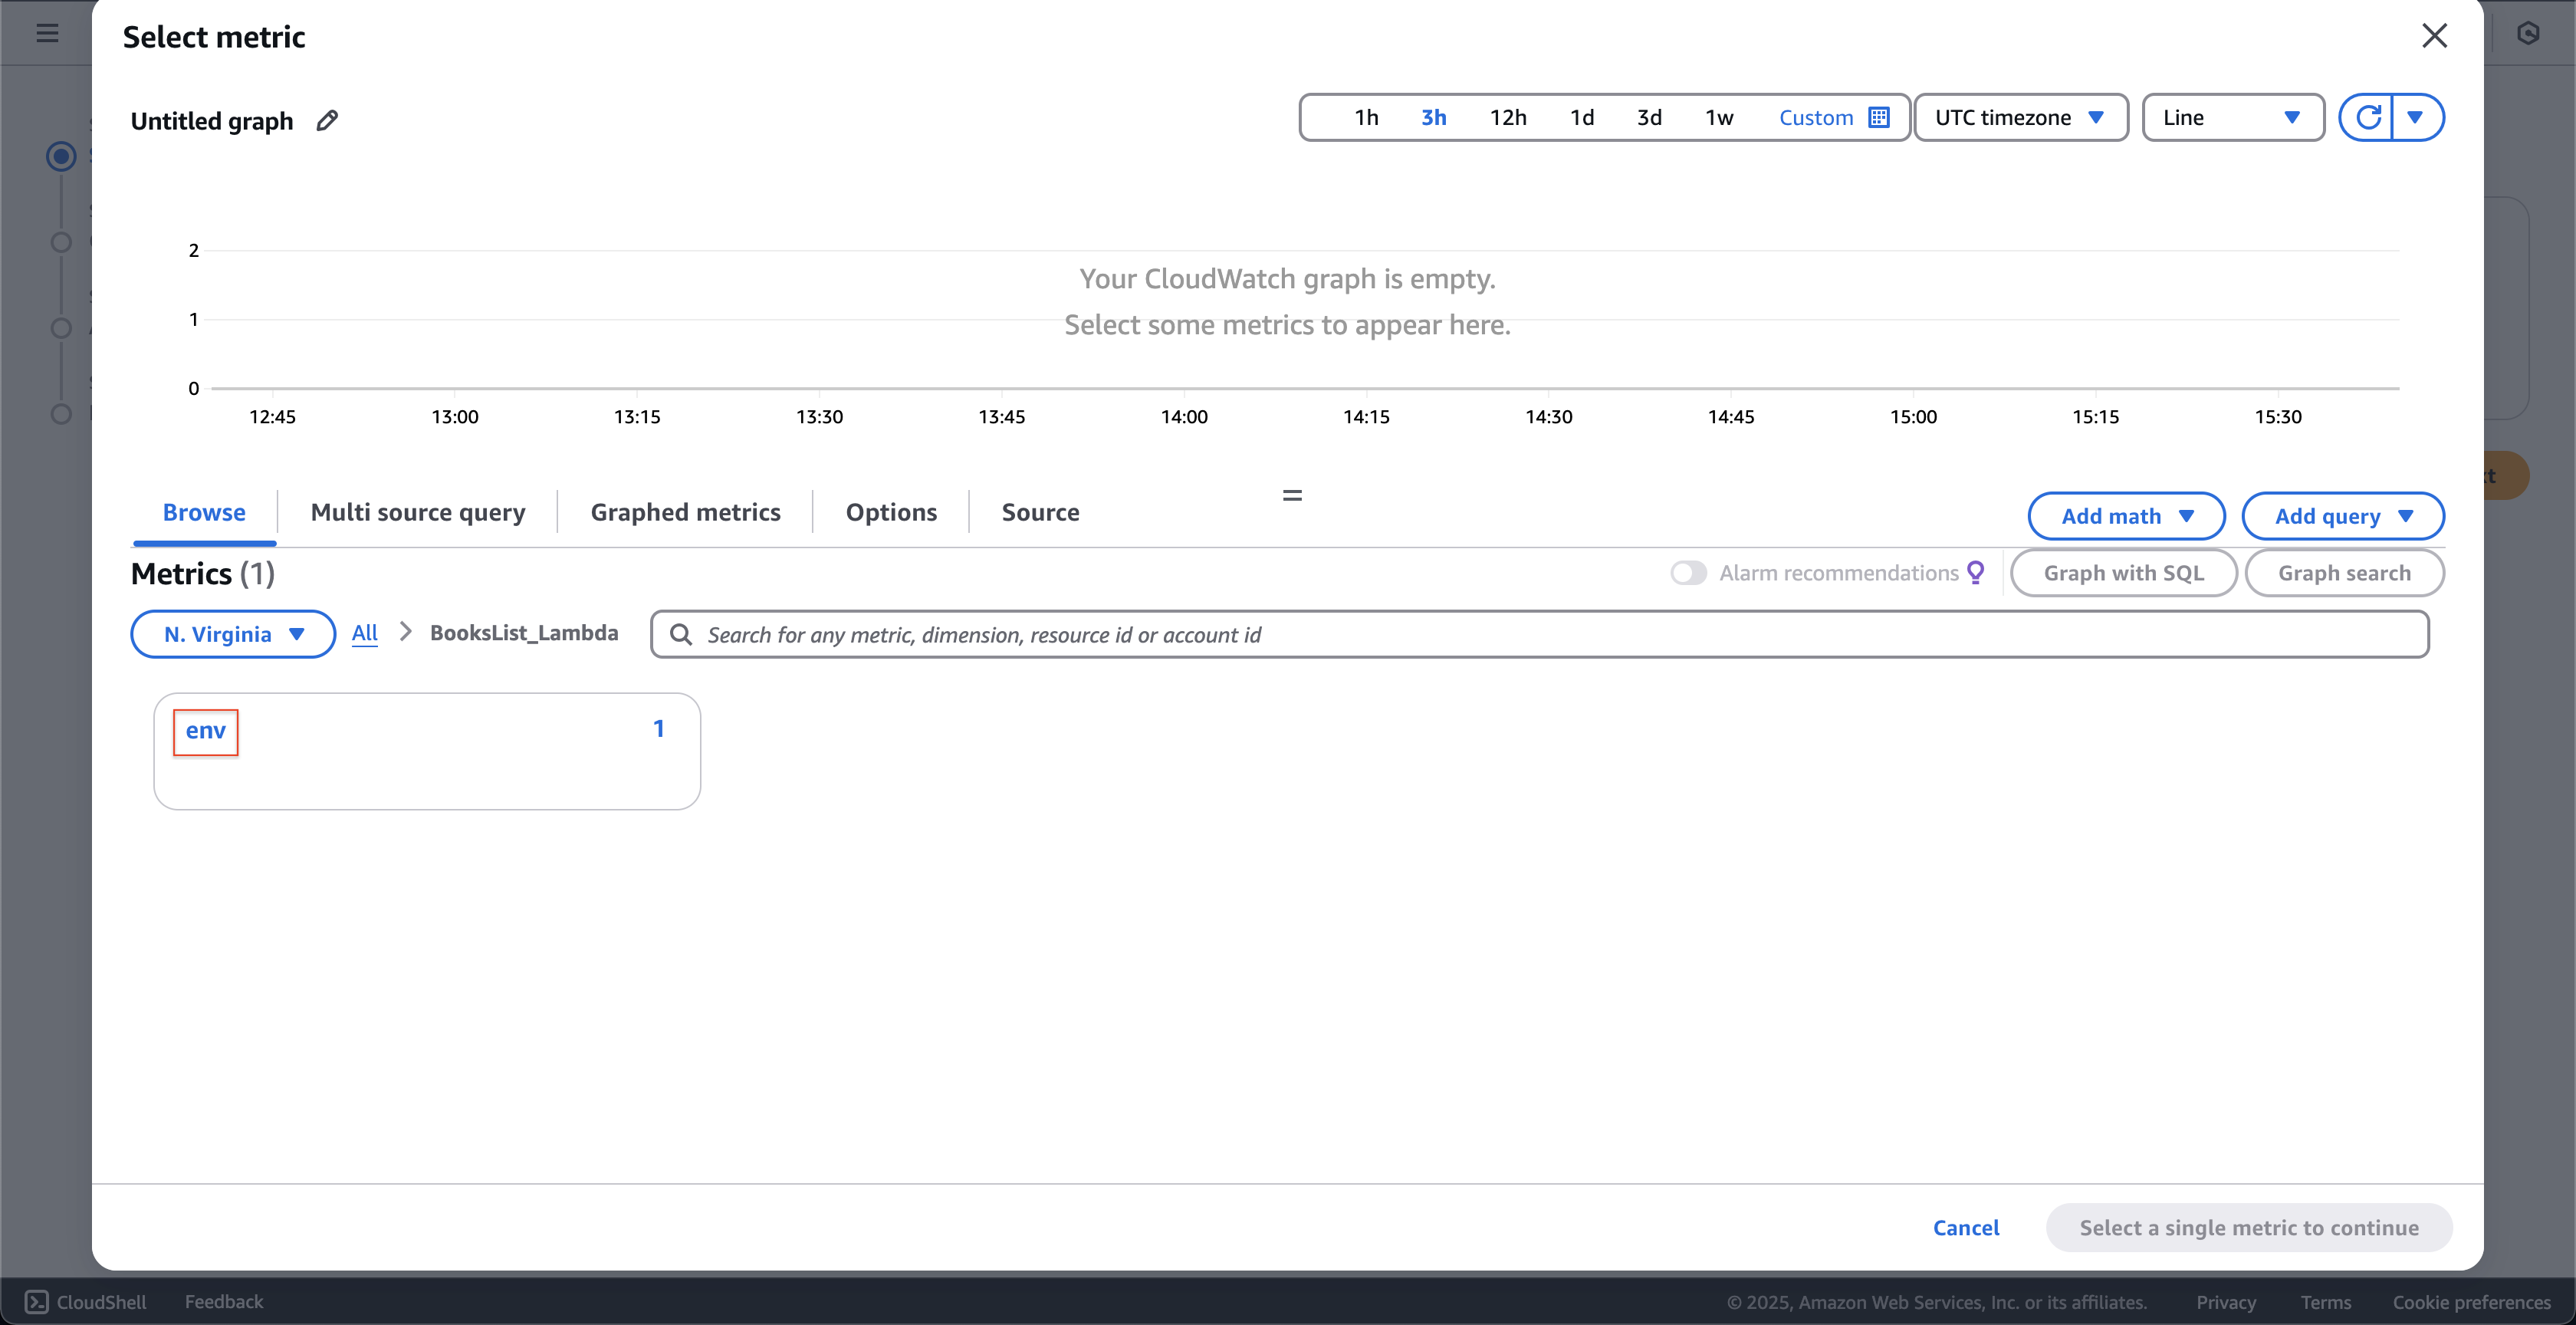 Select metric
Untitled graph
1h 3h 12h 1d 3d 1w Custom UTC timezone Line
2
Your CloudWatch graph is empty.
1
Select some metrics to appear here.
0
12:45 13:00 13:15 13:30 13:45 14:00 14:15 14:30 14:45 15:00 15:15 15:30
Browse Multi source query Graphed metrics Options Source Add math Add query
Metrics (1) Alarm recommendations Graph with SQL Graph search
N. Virginia All BooksList_Lambda Search for any metric, dimension, resource id or account id
env 1
Cancel Select a single metric to continue
CloudShell Feedback © 2025, Amazon Web Services, Inc. or its affiliates. Privacy Terms Cookie preferences